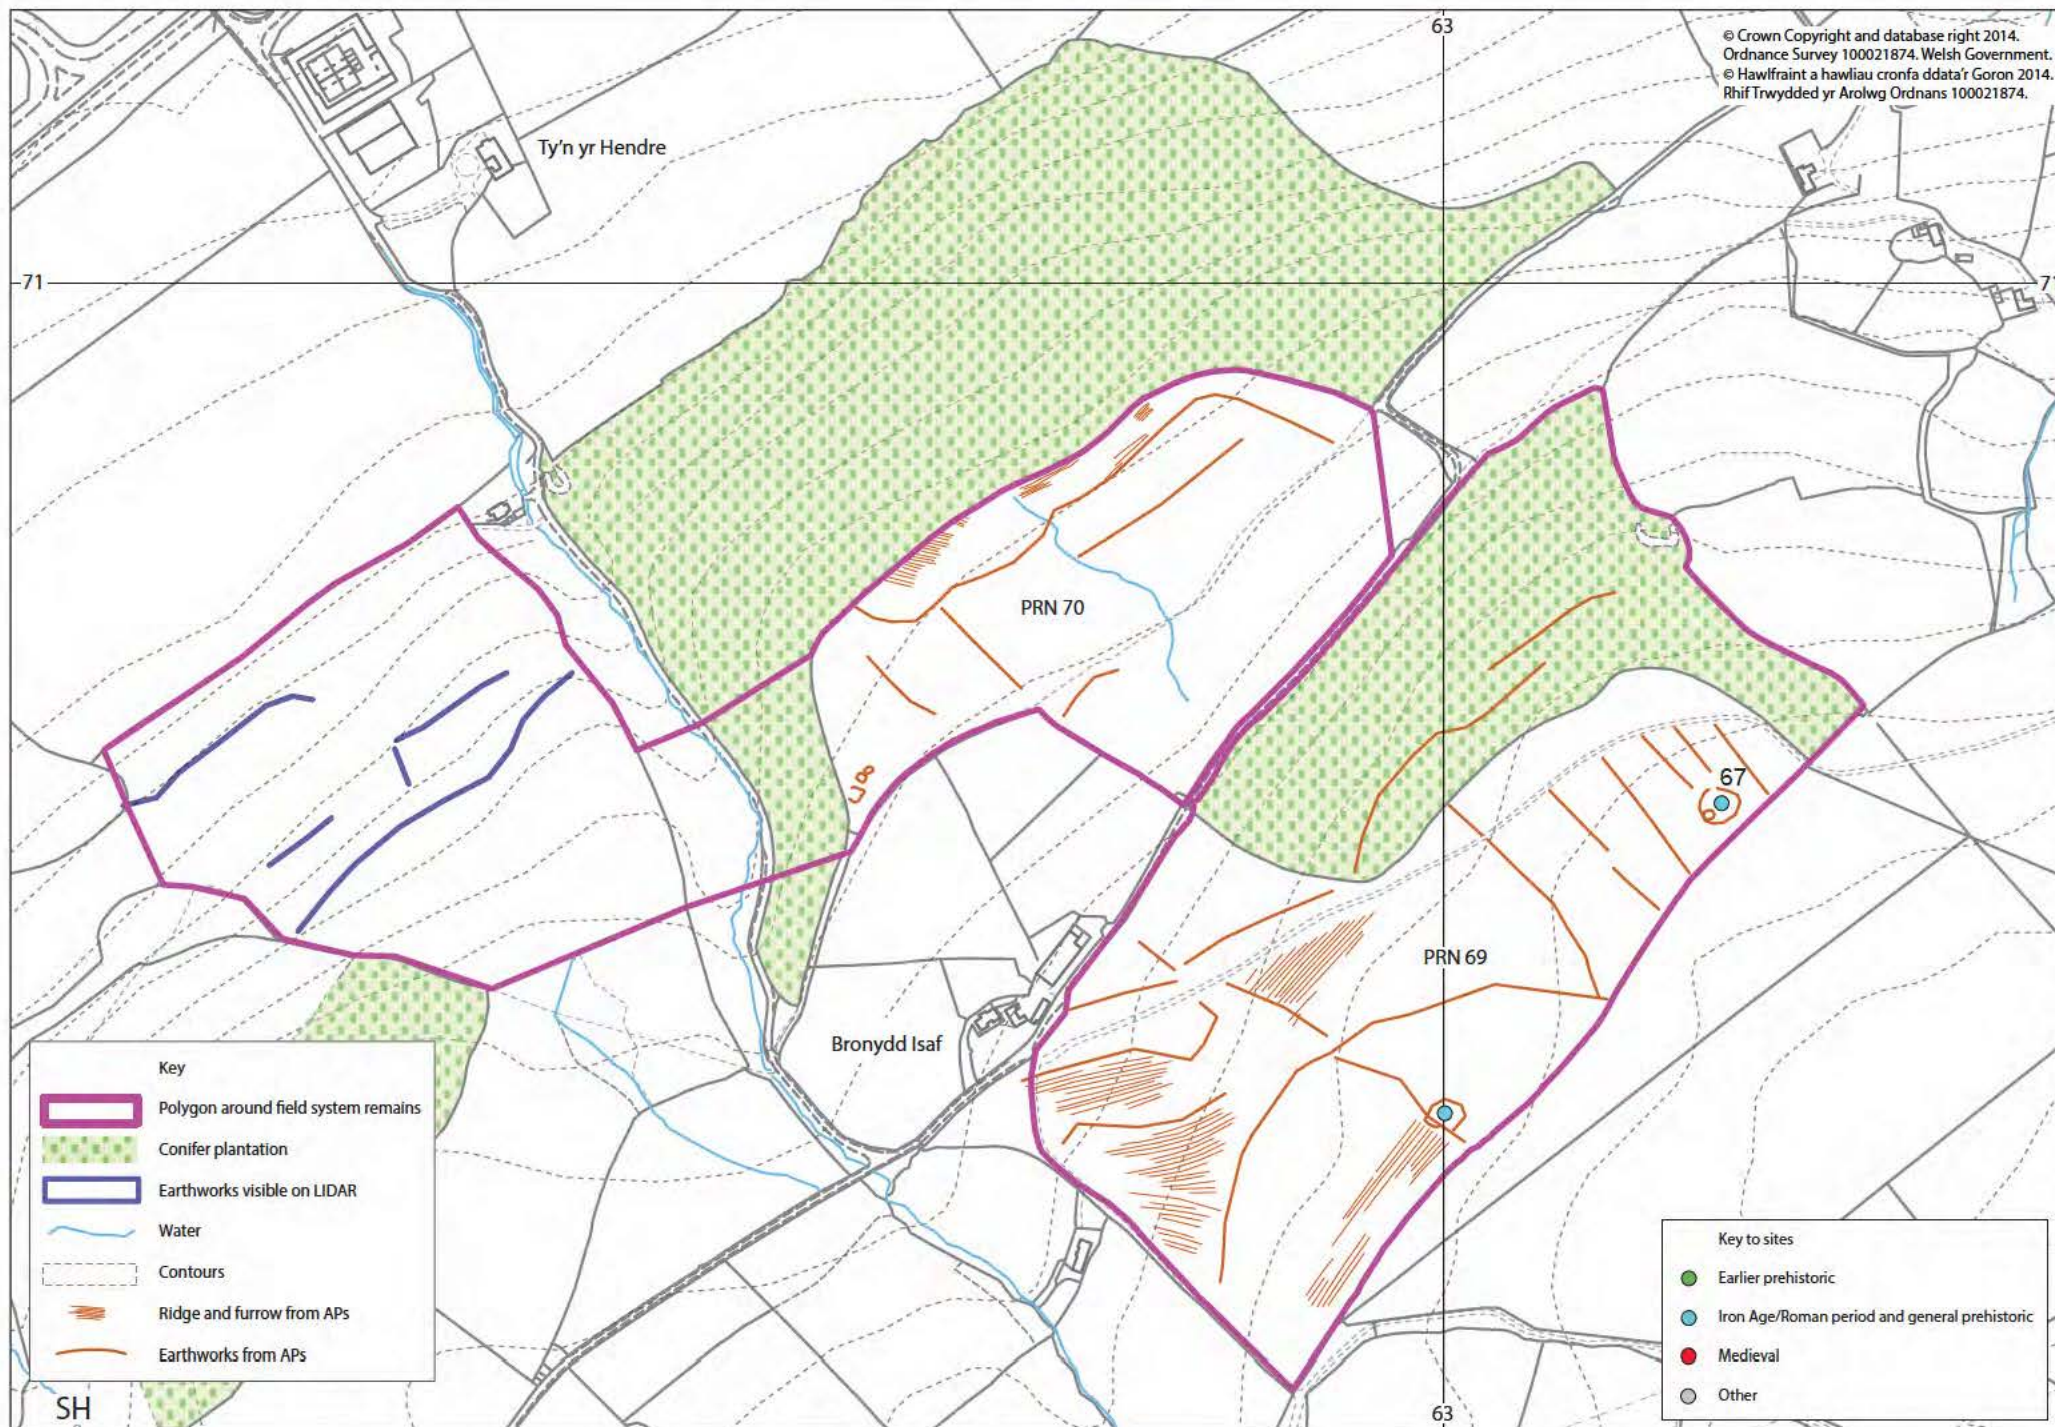 63
© Crown Copyright and database right 2014.
Ordnance Survey 100021874. Welsh Government.
© Hawlfraint a hawliau cronfa ddata'r Goron 2014.
Rhif Trwydded yr Arolwg Ordnans 100021874.
Ty'n yr Hendre
71
71
PRN 70
67
PRN 69
Bronydd Isaf
Key
Polygon around field system remains
Conifer plantation
Earthworks visible on LIDAR
Water
Contours
Ridge and furrow from APs
Earthworks from APs
Key to sites
Earlier prehistoric
Iron Age/Roman period and general prehistoric
Medieval
Other
SH
63